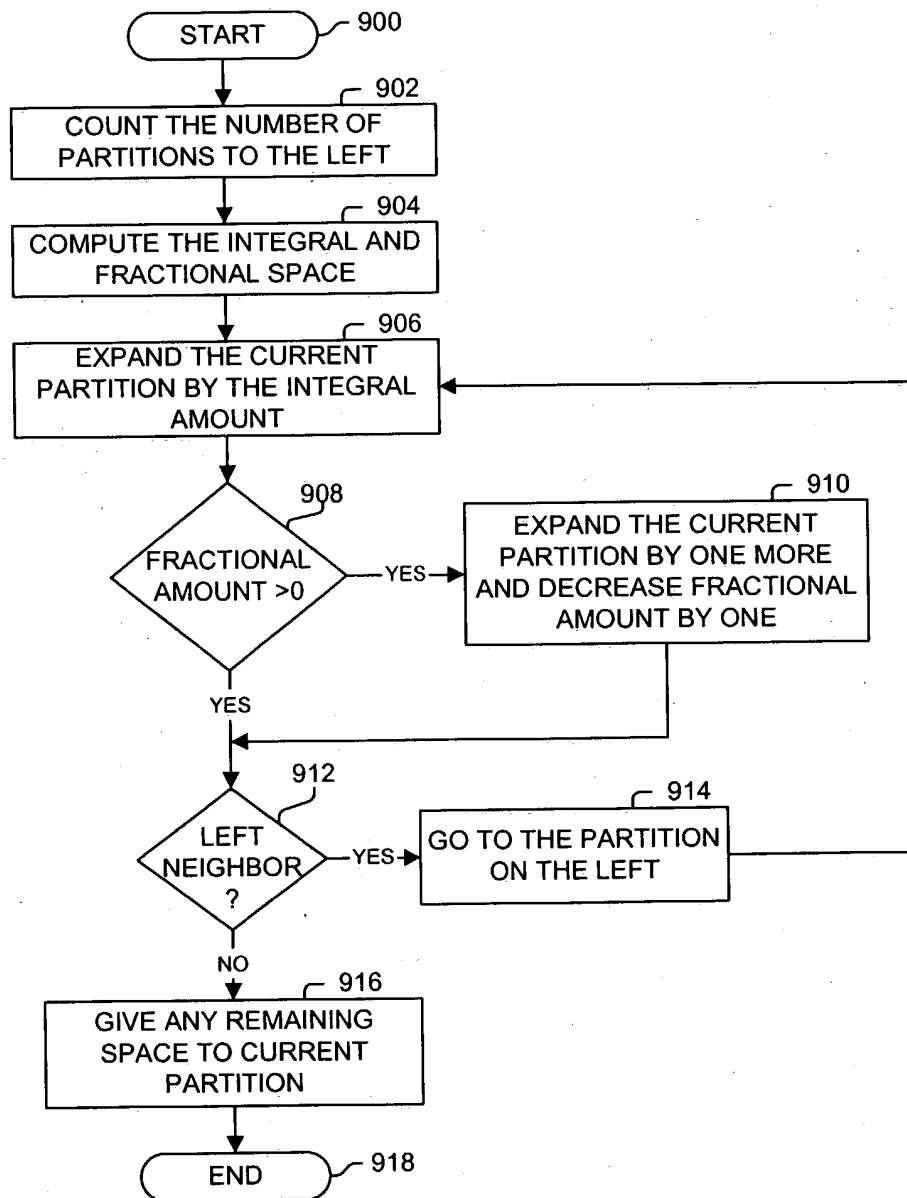 START
900
902
COUNT THE NUMBER OF
PARTITIONS TO THE LEFT
904
COMPUTE THE INTEGRAL AND
FRACTIONAL SPACE
906
EXPAND THE CURRENT
PARTITION BY THE INTEGRAL
AMOUNT
908
FRACTIONAL
AMOUNT >0
YES
910
EXPAND THE CURRENT
PARTITION BY ONE MORE
AND DECREASE FRACTIONAL
AMOUNT BY ONE
YES
912
LEFT
NEIGHBOR
?
YES
914
GO TO THE PARTITION
ON THE LEFT
NO
916
GIVE ANY REMAINING
SPACE TO CURRENT
PARTITION
END
918